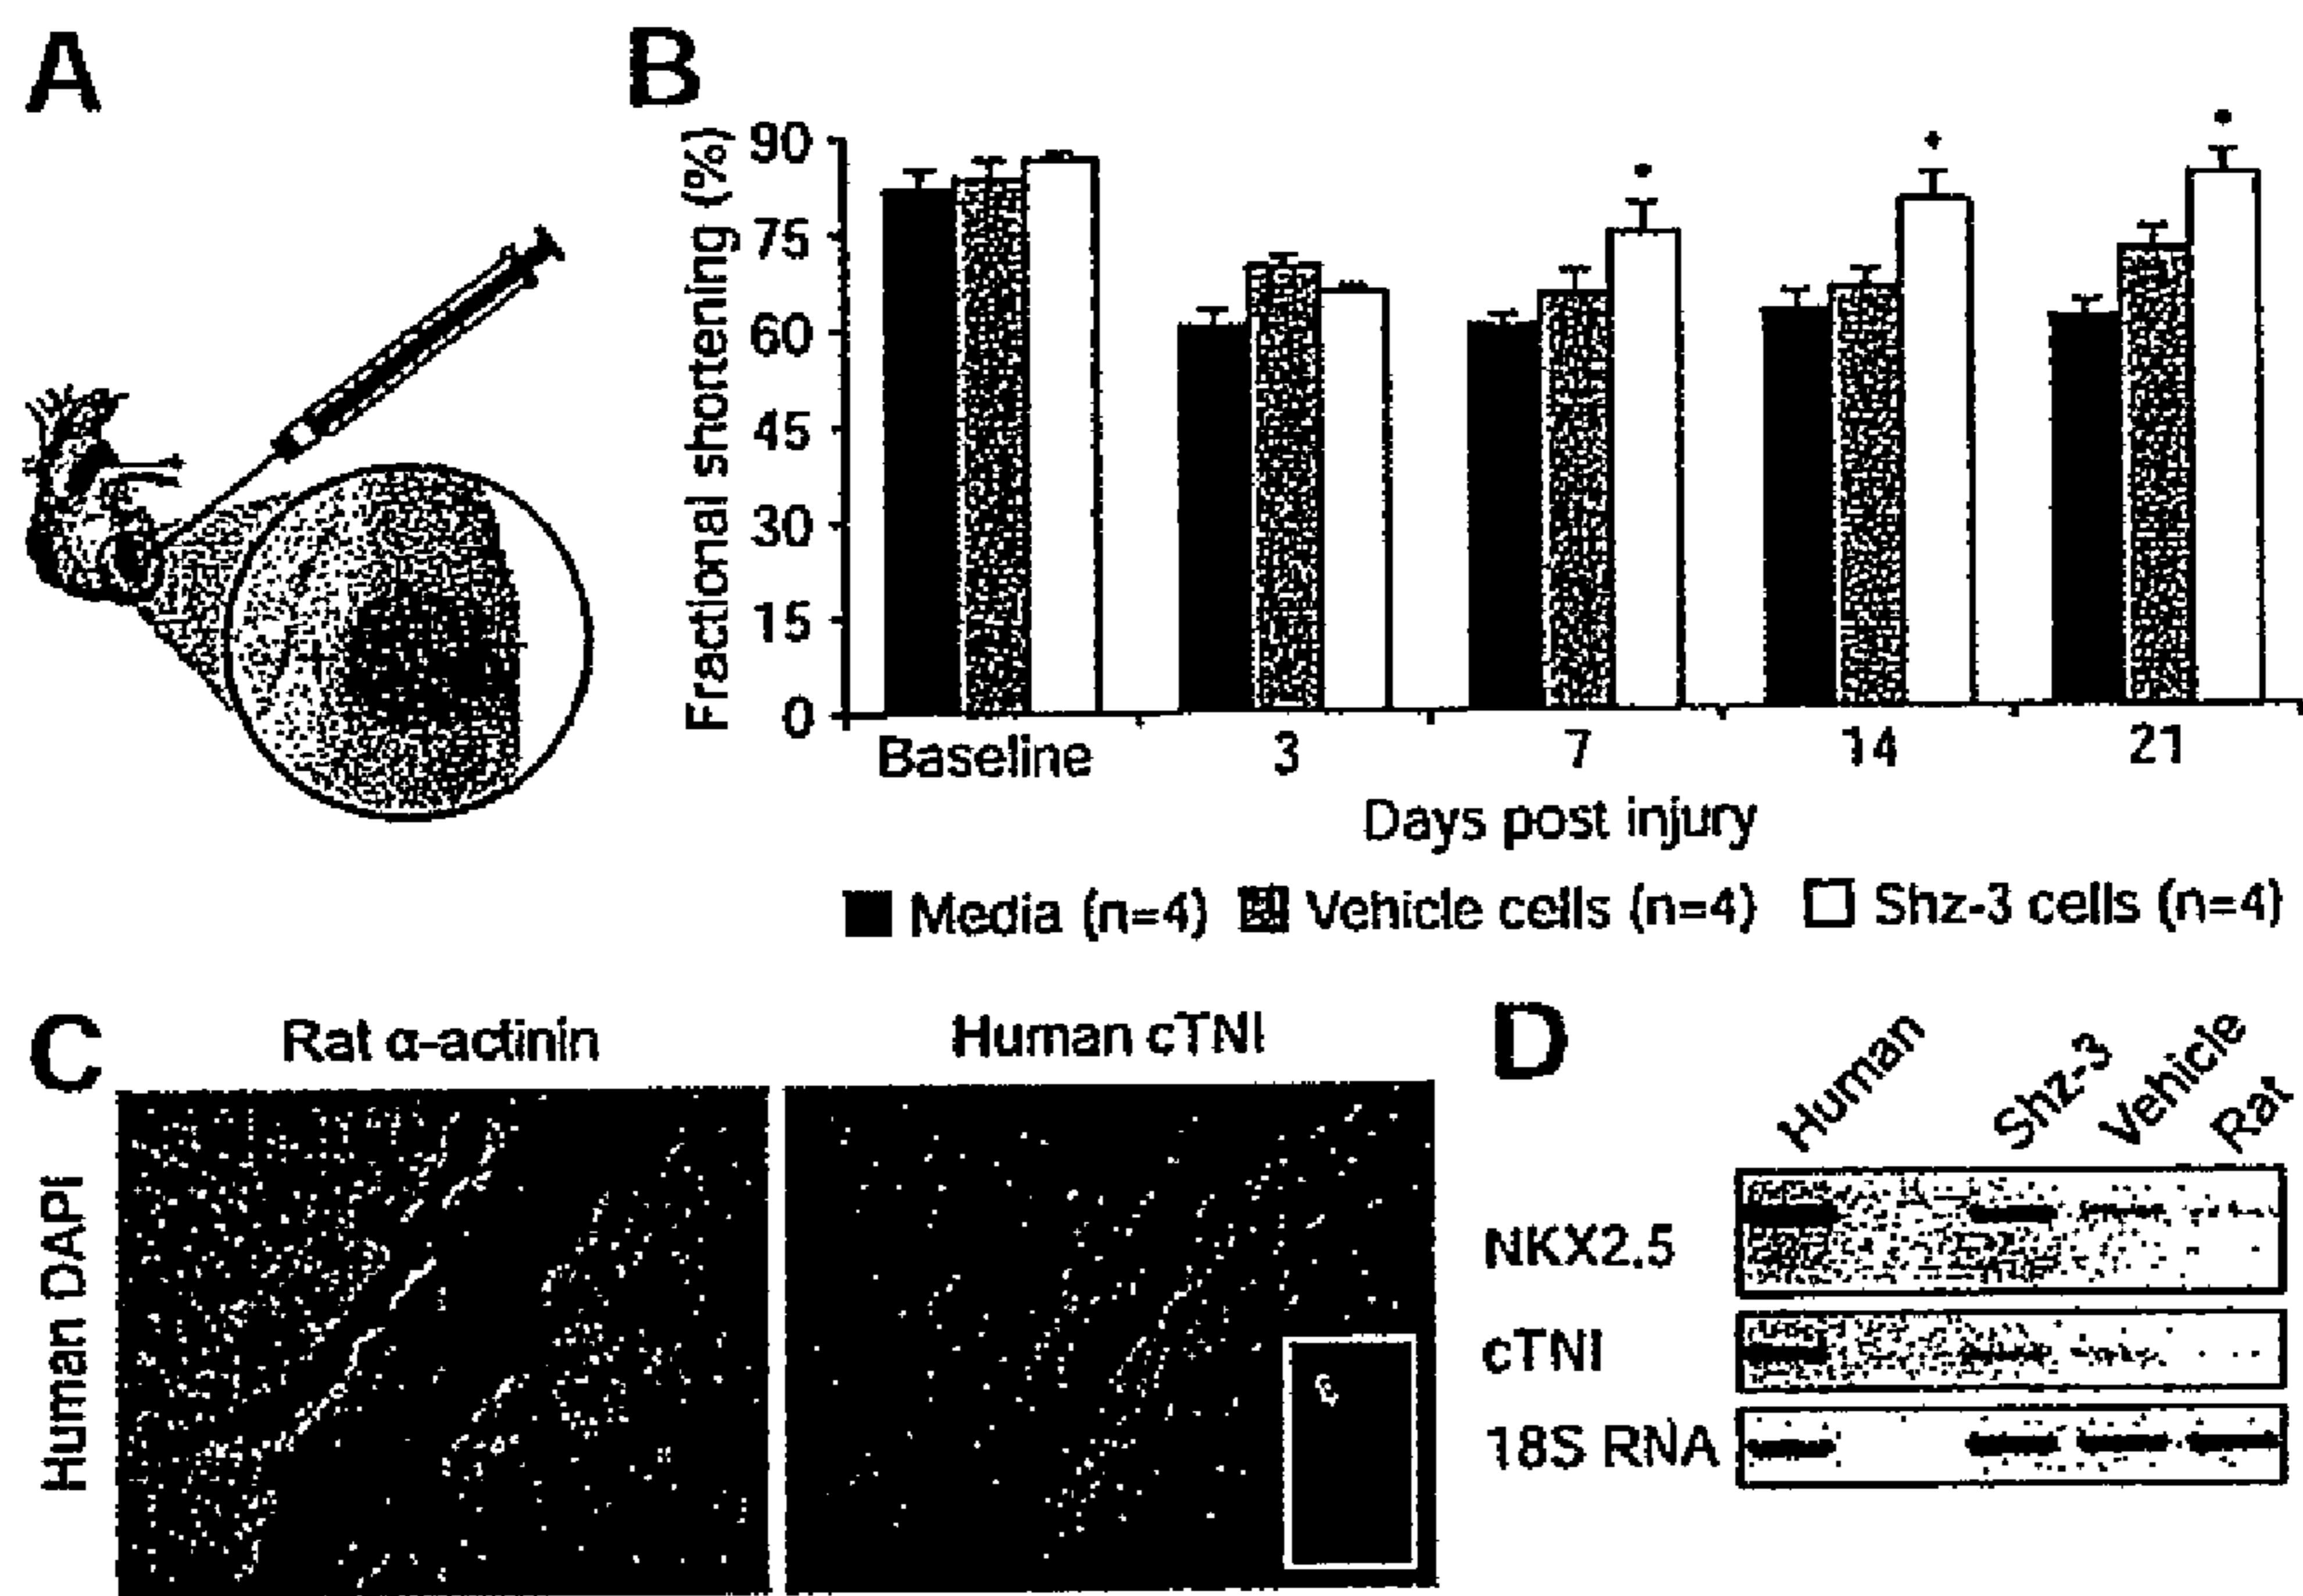 A
B
Fractional shortening (%)
90
75
60
45
30
15
0
Baseline 3 7 14 21
Days post injury
Media (n=4) Vehicle cells (n=4) Shz-3 cells (n=4)
C
Rat α-actinin Human cTNI
Human DAPI
D
Human Shz-3 Vehicle Rat
NKX2.5
cTNI
18S RNA